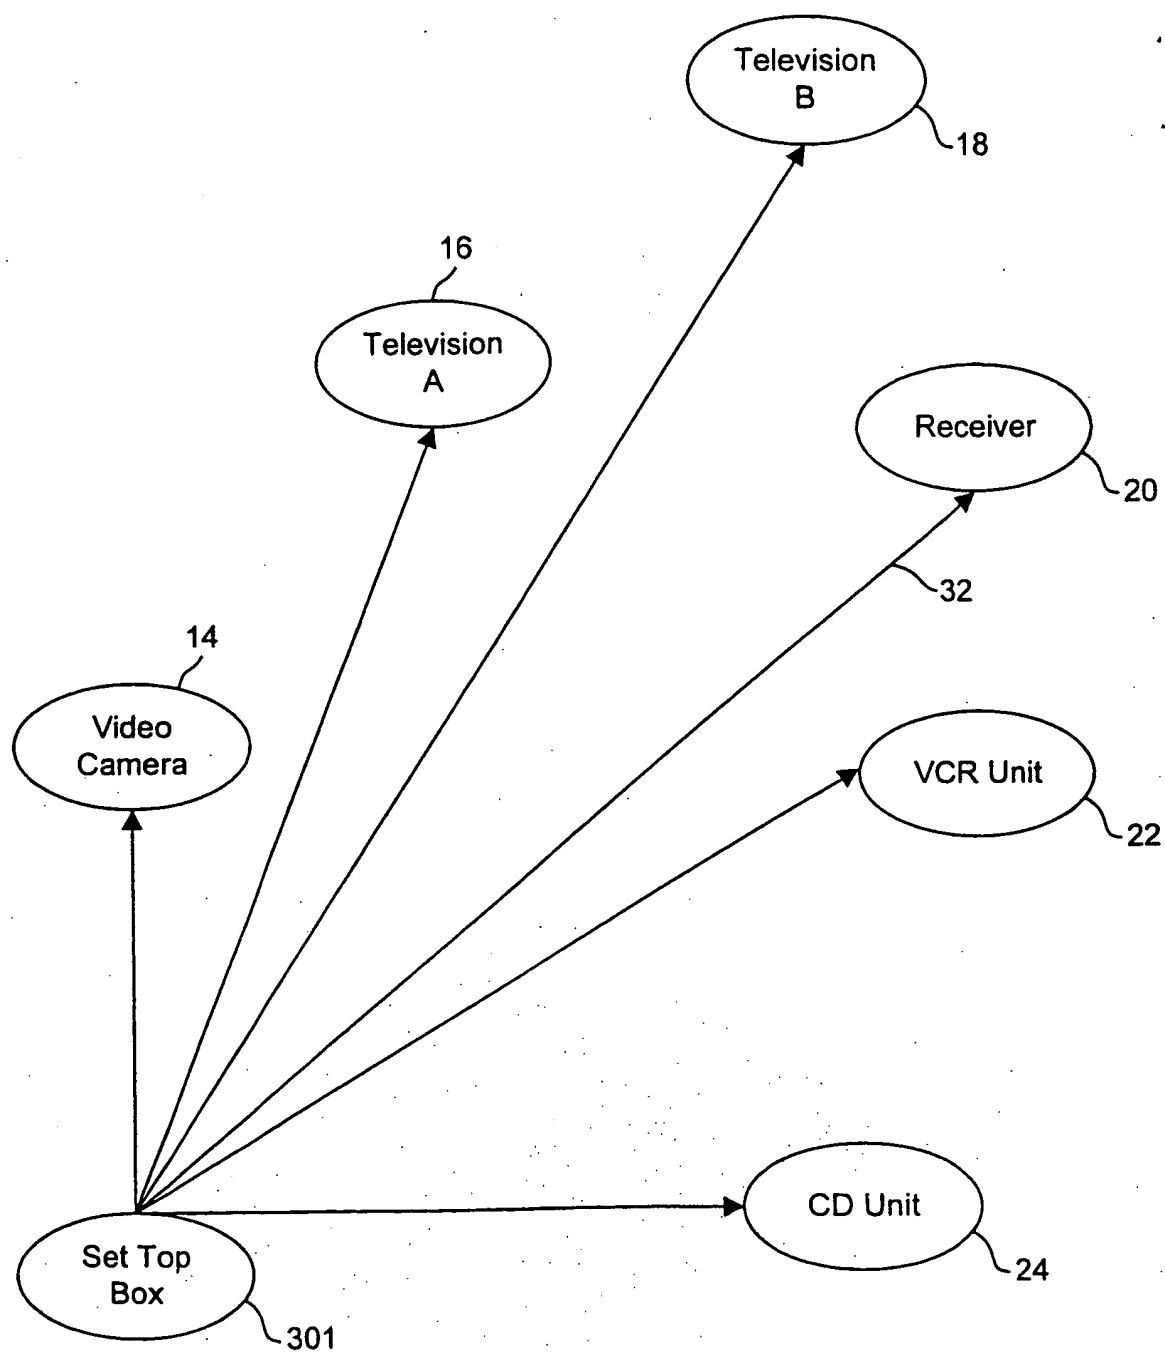 Television
B
18
16
Television
A
Receiver
20
32
14
Video
Camera
VCR Unit
22
CD Unit
24
Set Top
Box
301